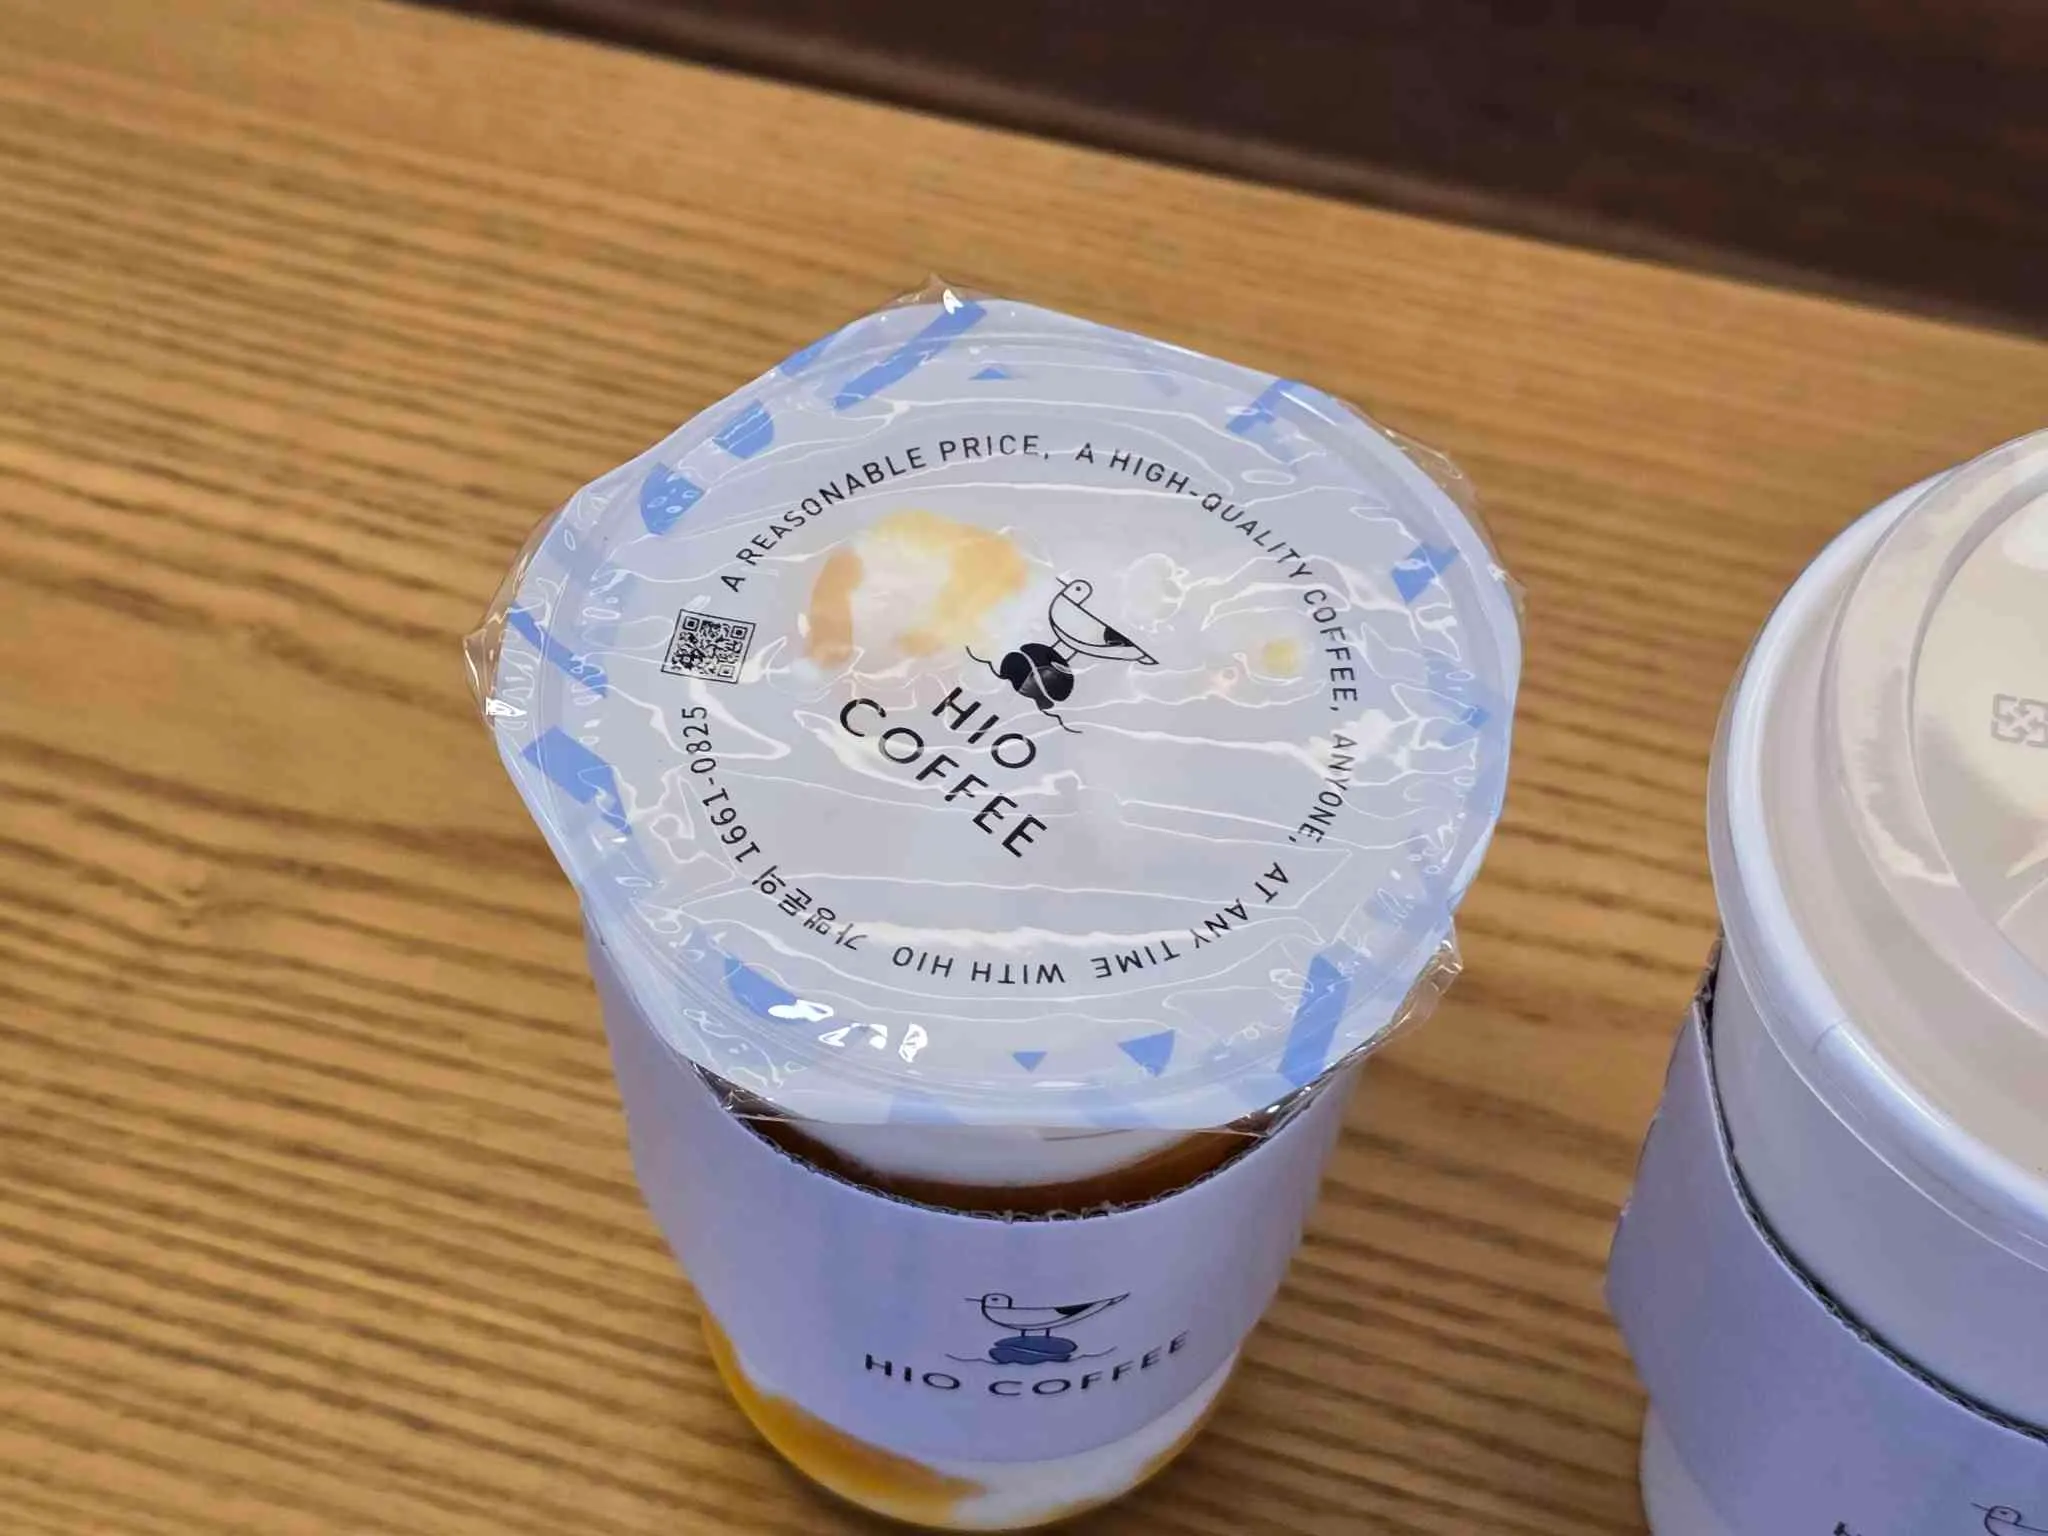 A REASONABLE PRICE, A HIGH-QUALITY COFFEE, ANYONE, AT ANY TIME WITH HIO
가맹문의 1661-0825
HIO
COFFEE
HIO COFFEE